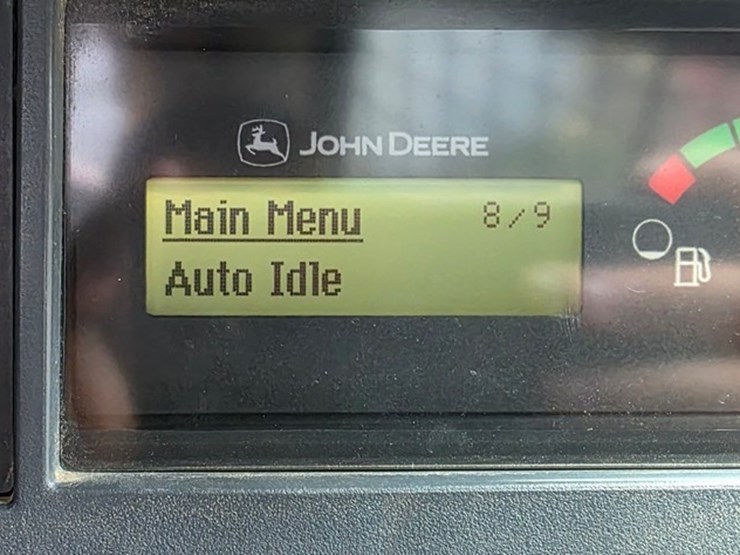 JOHN DEERE
Main Menu 8/9
Auto Idle